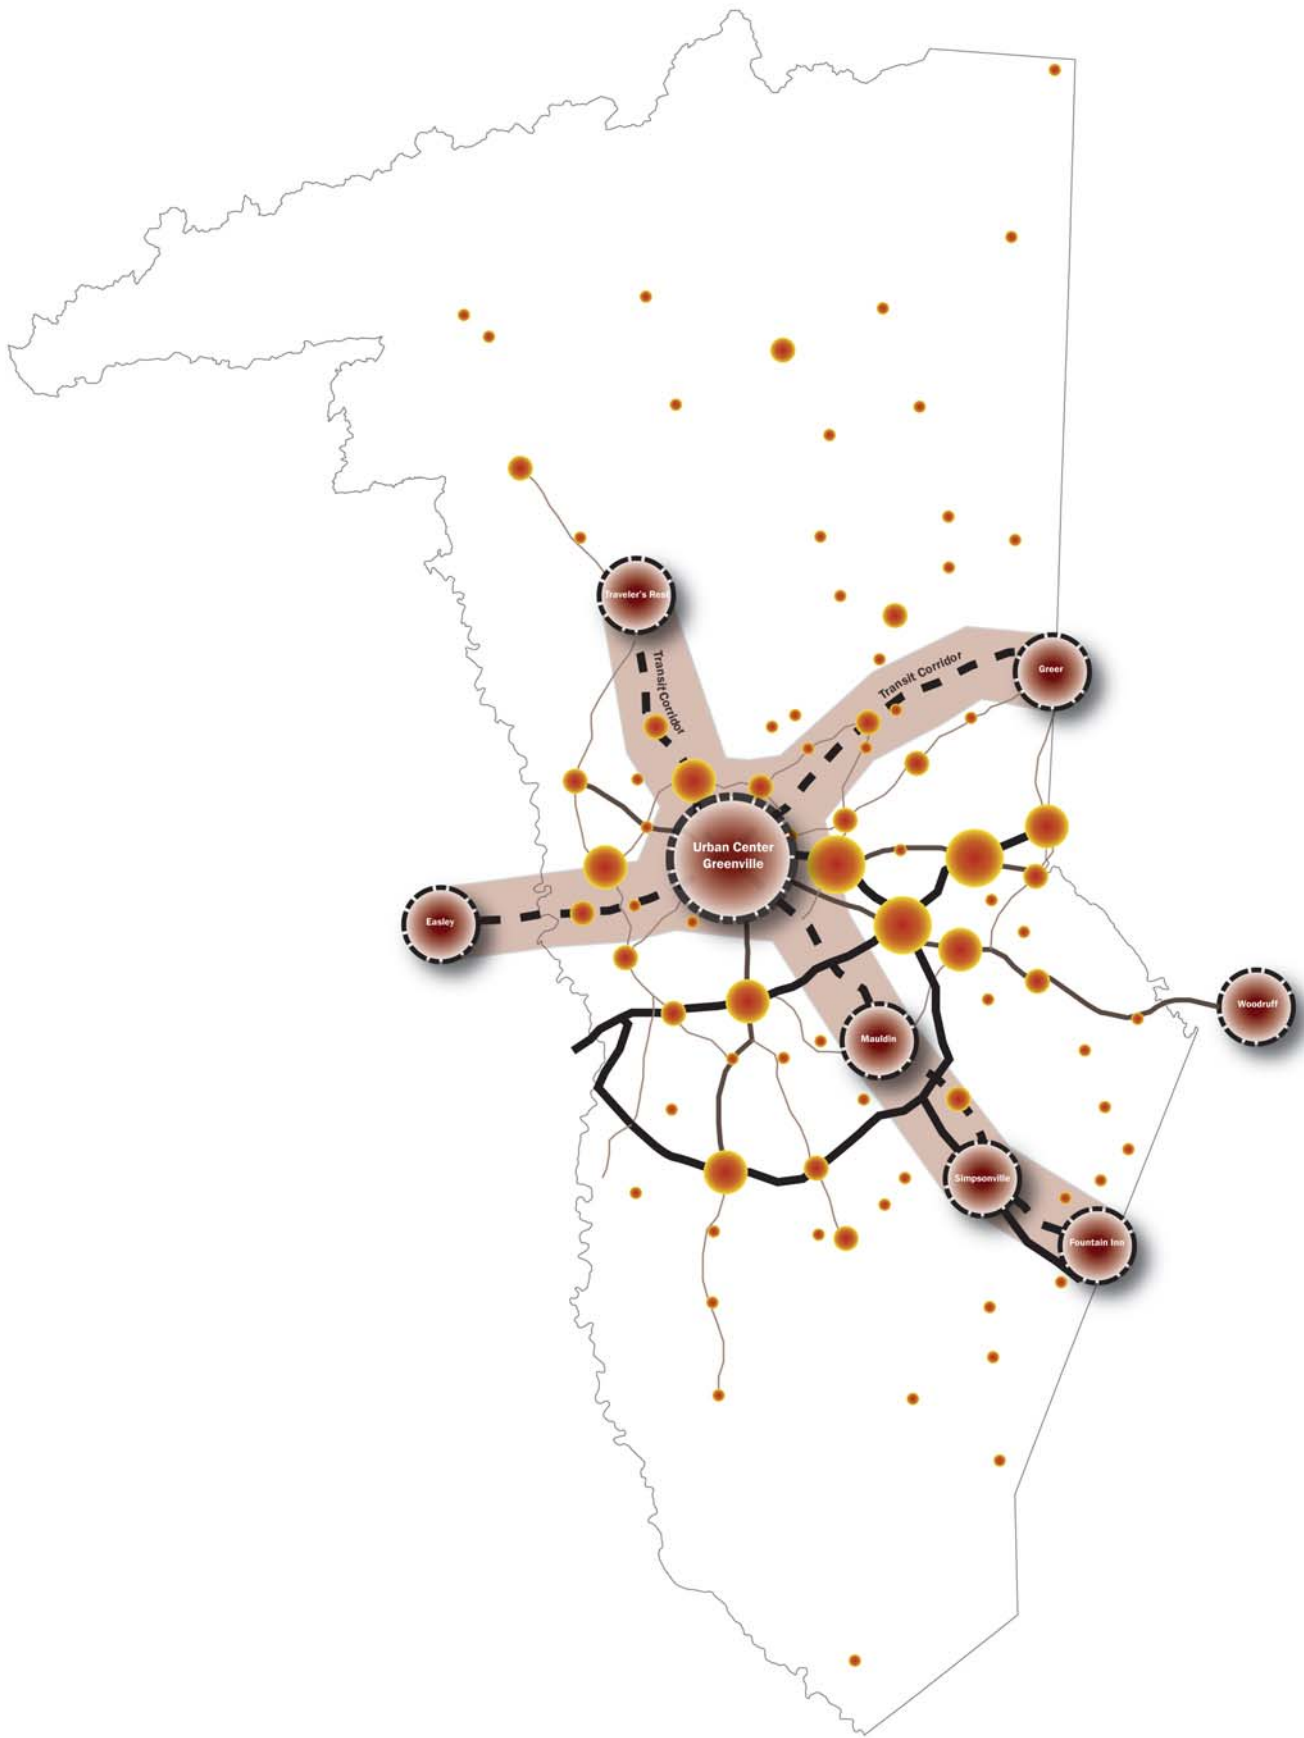 Traveler's Rest
Transit Corridor
Transit Corridor
Greer
Urban Center
Greenville
Easley
Woodruff
Mauldin
Simpsonville
Fountain Inn